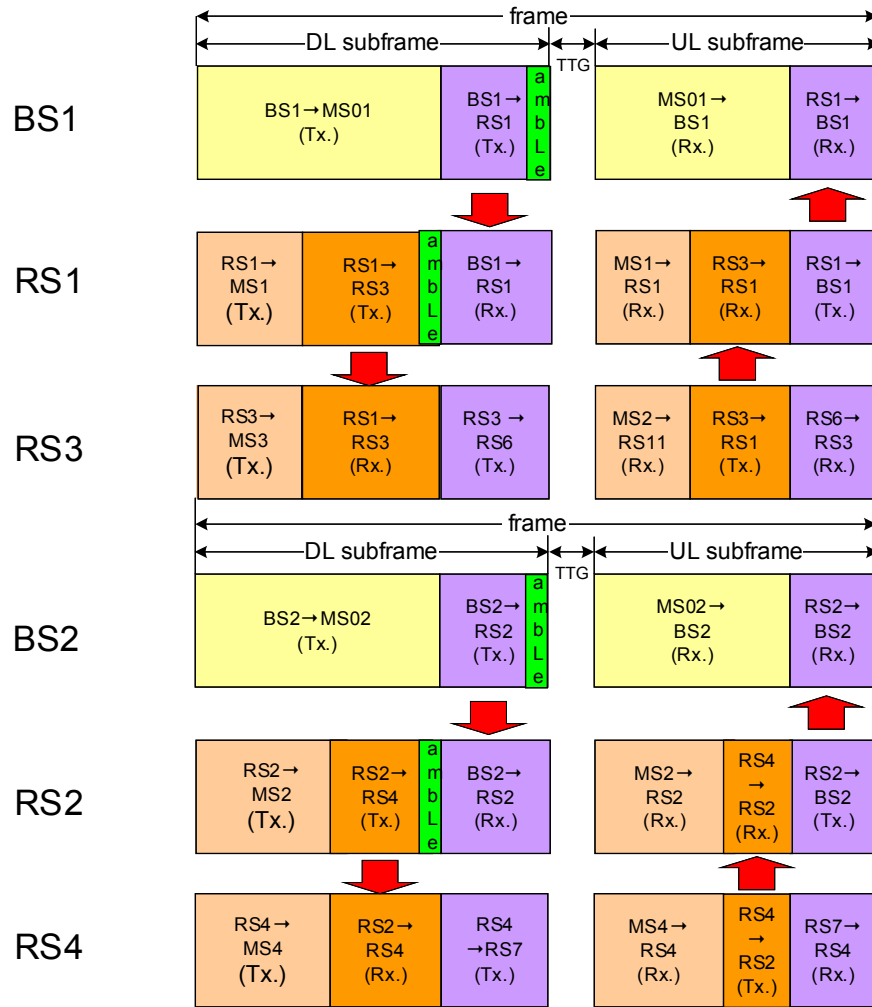 frame
DL subframe
TTG
UL subframe
BS1
BS1→MS01
(Tx.)
BS1→
RS1
(Tx.)
a
m
b
L
e
MS01→
BS1
(Rx.)
RS1→
BS1
(Rx.)
RS1
RS1→
MS1
(Tx.)
RS1→
RS3
(Tx.)
a
m
b
L
e
BS1→
RS1
(Rx.)
MS1→
RS1
(Rx.)
RS3→
RS1
(Rx.)
RS1→
BS1
(Tx.)
RS3
RS3→
MS3
(Tx.)
RS1→
RS3
(Rx.)
RS3 →
RS6
(Tx.)
MS2→
RS11
(Rx.)
RS3→
RS1
(Tx.)
RS6→
RS3
(Rx.)
frame
DL subframe
TTG
UL subframe
BS2
BS2→MS02
(Tx.)
BS2→
RS2
(Tx.)
a
m
b
L
e
MS02→
BS2
(Rx.)
RS2→
BS2
(Rx.)
RS2
RS2→
MS2
(Tx.)
RS2→
RS4
(Tx.)
a
m
b
L
e
BS2→
RS2
(Rx.)
MS2→
RS2
(Rx.)
RS4
→
RS2
(Rx.)
RS2→
BS2
(Tx.)
RS4
RS4→
MS4
(Tx.)
RS2→
RS4
(Rx.)
RS4
→RS7
(Tx.)
MS4→
RS4
(Rx.)
RS4
→
RS2
(Tx.)
RS7→
RS4
(Rx.)